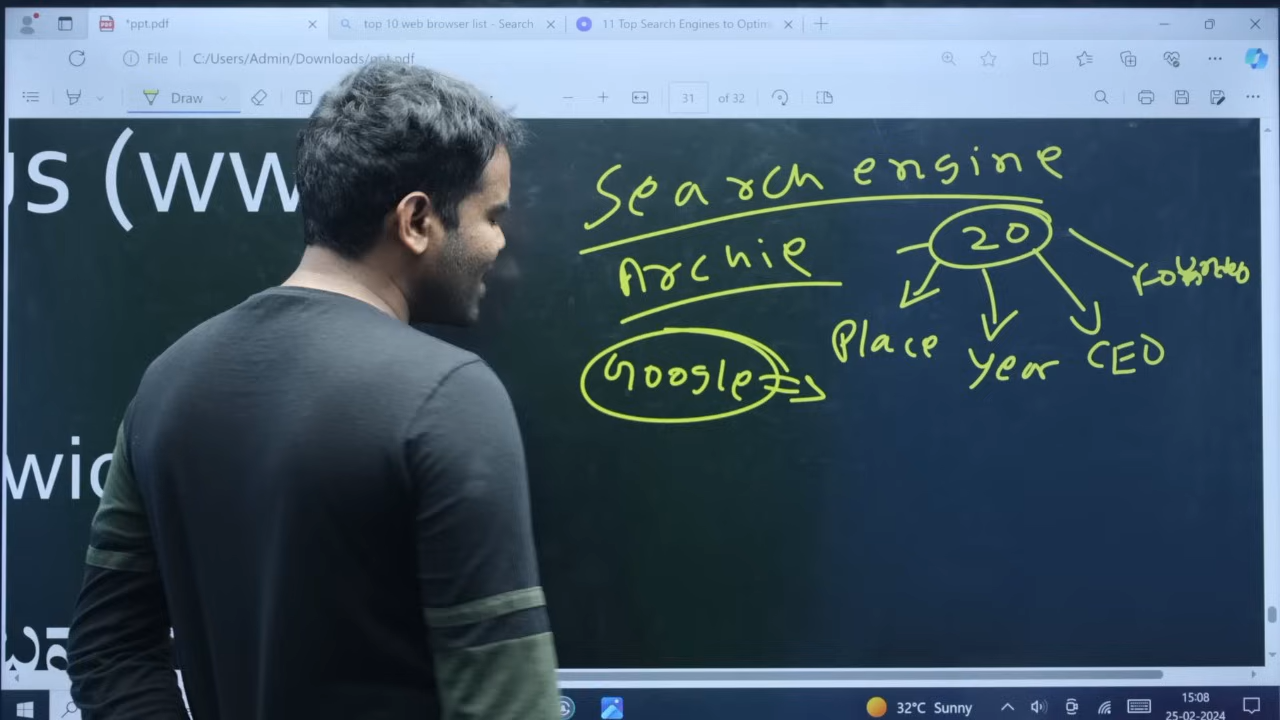 *ppt.pdf
top 10 web browser list - Search
11 Top Search Engines to Optim
File
C:/Users/Admin/Downloads/ppt.pdf
Draw
31 of 32
us (ww
Search engine
20
Archie
Place
Year
CEO
Google
wid
32°C Sunny
15:08
25-02-2024